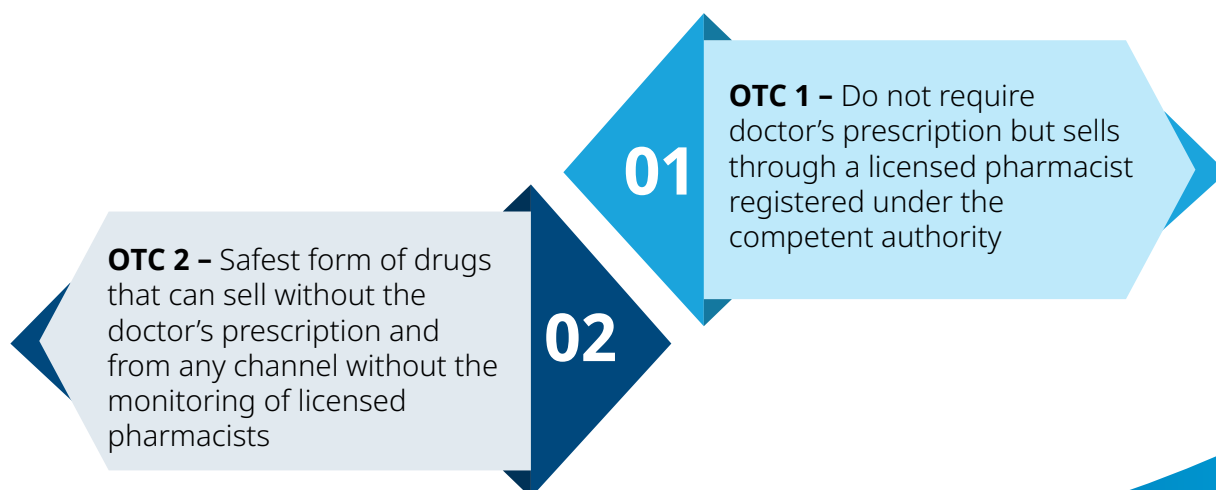 01
OTC 1 – Do not require
doctor’s prescription but sells
through a licensed pharmacist
registered under the
competent authority
OTC 2 – Safest form of drugs
that can sell without the
doctor’s prescription and
from any channel without the
monitoring of licensed
pharmacists
02